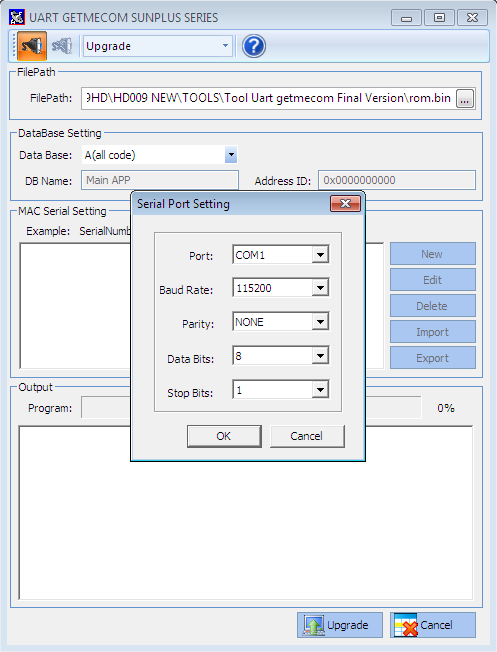 UART GETMECOM SUNPLUS SERIES
Upgrade
FilePath
FilePath: 9HD\HD009 NEW\TOOLS\Tool Uart getmecom Final Version\rom.bin ...
DataBase Setting
Data Base: A(all code)
DB Name: Main APP Address ID: 0x0000000000
MAC Serial Setting
Example: SerialNumb
New
Edit
Delete
Import
Export
Serial Port Setting
Port: COM1
Baud Rate: 115200
Parity: NONE
Data Bits: 8
Stop Bits: 1
OK Cancel
Output
Program: 0%
Upgrade Cancel